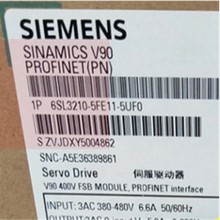 SIEMENS
SINAMICS V90
PROFINET(PN)
1P 6SL3210-5FE11-5UF0
S ZVJDXY5004862
SNC-A5E36389861
Servo Drive 伺服驱动器
V90 400V FSB MODULE, PROFINET interface
INPUT: 3AC 380-480V 6.6A 50/60Hz